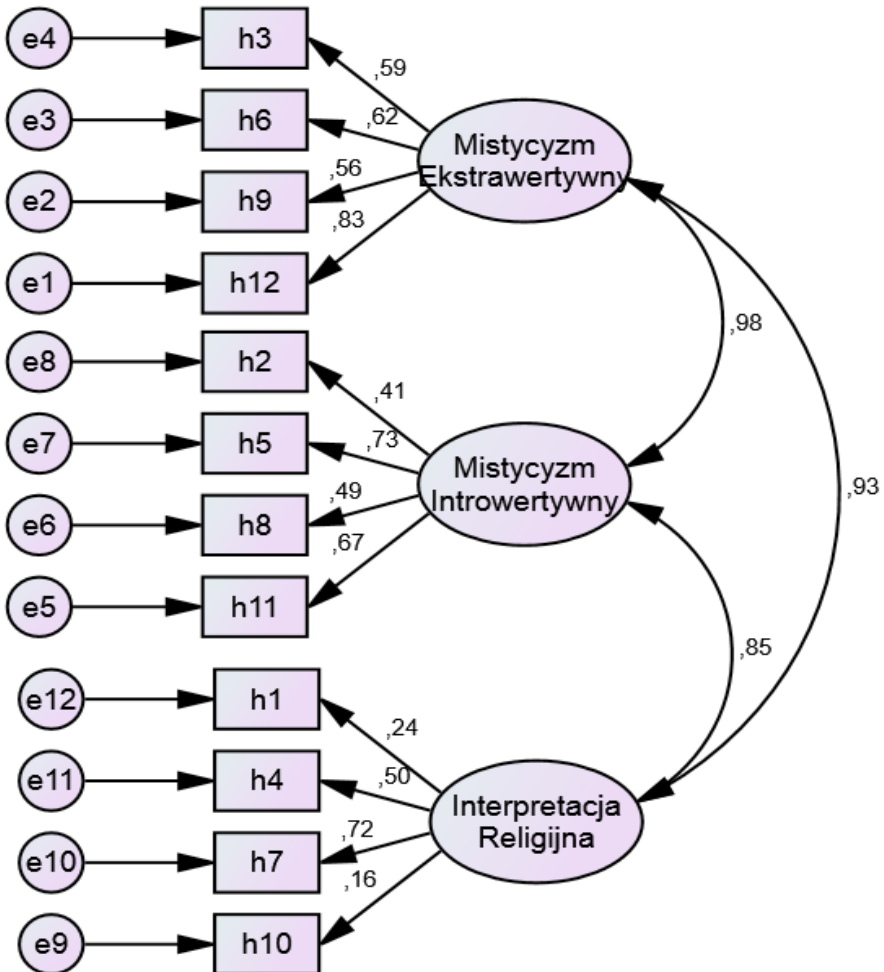 e4
h3
,59
e3
h6
,62
Mistycyzm
Ekstrawertywny
e2
h9
,56
,83
e1
h12
,98
e8
h2
,41
e7
h5
,73
Mistycyzm
Introwertywny
,93
e6
h8
,49
,67
e5
h11
,85
e12
h1
,24
e11
h4
,50
Interpretacja
Religijna
e10
h7
,72
,16
e9
h10